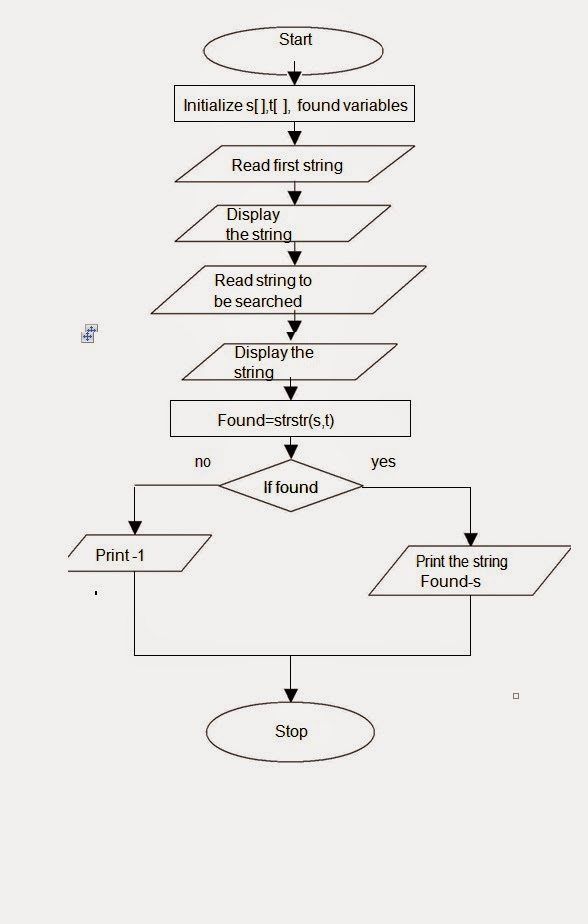 Start
Initialize s[ ],t[ ], found variables
Read first string
Display
the string
Read string to
be searched
Display the
string
Found=strstr(s,t)
no
yes
If found
Print -1
Print the string
Found-s
Stop